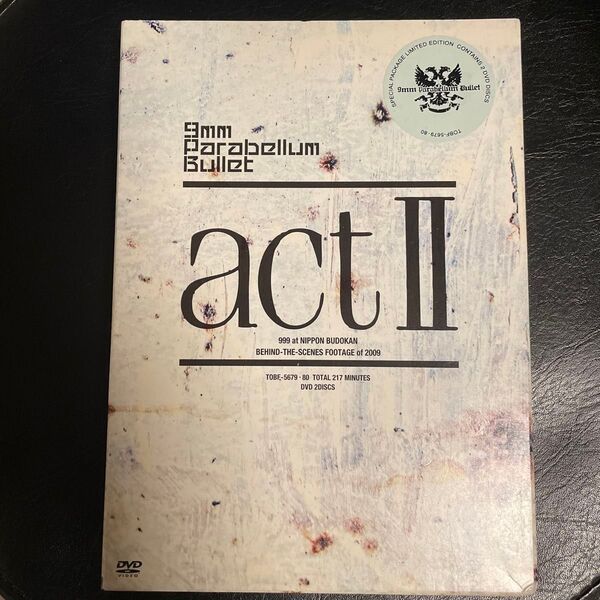 SPECIAL PACKAGE LIMITED EDITION CONTAINS 2 DVD DISCS
9mm Parabellum Bullet
TOBF-5679-80
9mm
Parabellum
Bullet
act II
999 at NIPPON BUDOKAN
BEHIND-THE-SCENES FOOTAGE of 2009
TOBF-5679・80 TOTAL 217 MINUTES
DVD 2DISCS
DVD
VIDEO